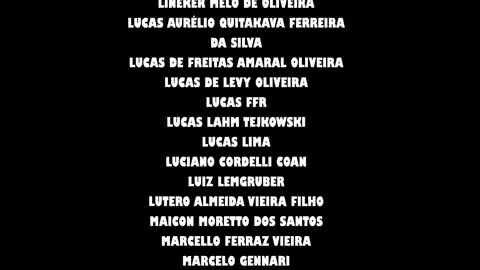 LINEKER MELO DE OLIVEIRA
LUCAS AURÉLIO QUITAKAVA FERREIRA
DA SILVA
LUCAS DE FREITAS AMARAL OLIVEIRA
LUCAS DE LEVY OLIVEIRA
LUCAS FFR
LUCAS LAHM TEJKOWSKI
LUCAS LIMA
LUCIANO CORDELLI COAN
LUIZ LEMGRUBER
LUTERO ALMEIDA VIEIRA FILHO
MAICON MORETTO DOS SANTOS
MARCELLO FERRAZ VIEIRA
MARCELO GENNARI